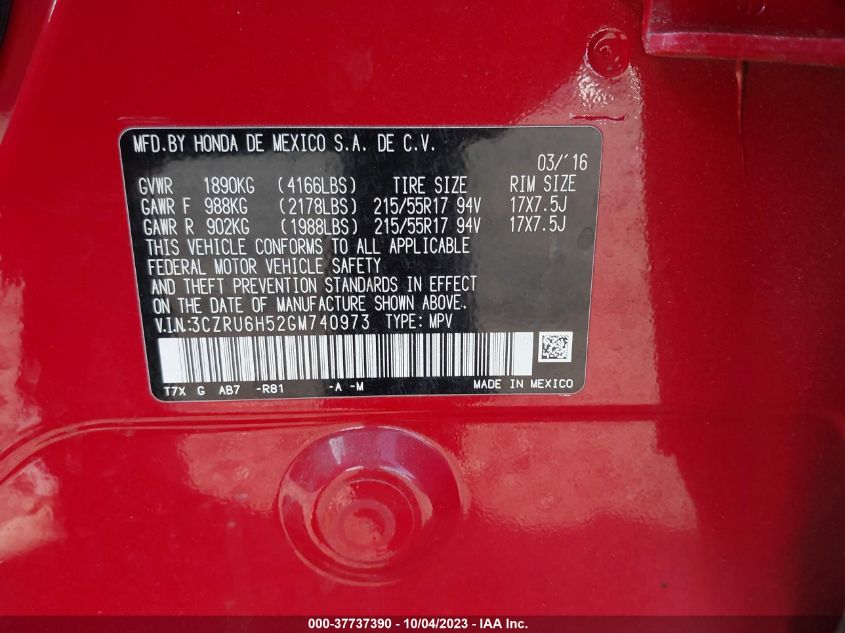 MFD.BY HONDA DE MEXICO S.A. DE C.V.
03/'16
GVWR 1890KG (4166LBS) TIRE SIZE RIM SIZE
GAWR F 988KG (2178LBS) 215/55R17 94V 17X7.5J
GAWR R 902KG (1988LBS) 215/55R17 94V 17X7.5J
THIS VEHICLE CONFORMS TO ALL APPLICABLE
FEDERAL MOTOR VEHICLE SAFETY
AND THEFT PREVENTION STANDARDS IN EFFECT
ON THE DATE OF MANUFACTURE SHOWN ABOVE.
V.I.N:3CZRU6H52GM740973 TYPE: MPV
T7X G AB7 -R81 -A -M MADE IN MEXICO
000-37737390 - 10/04/2023 - IAA Inc.